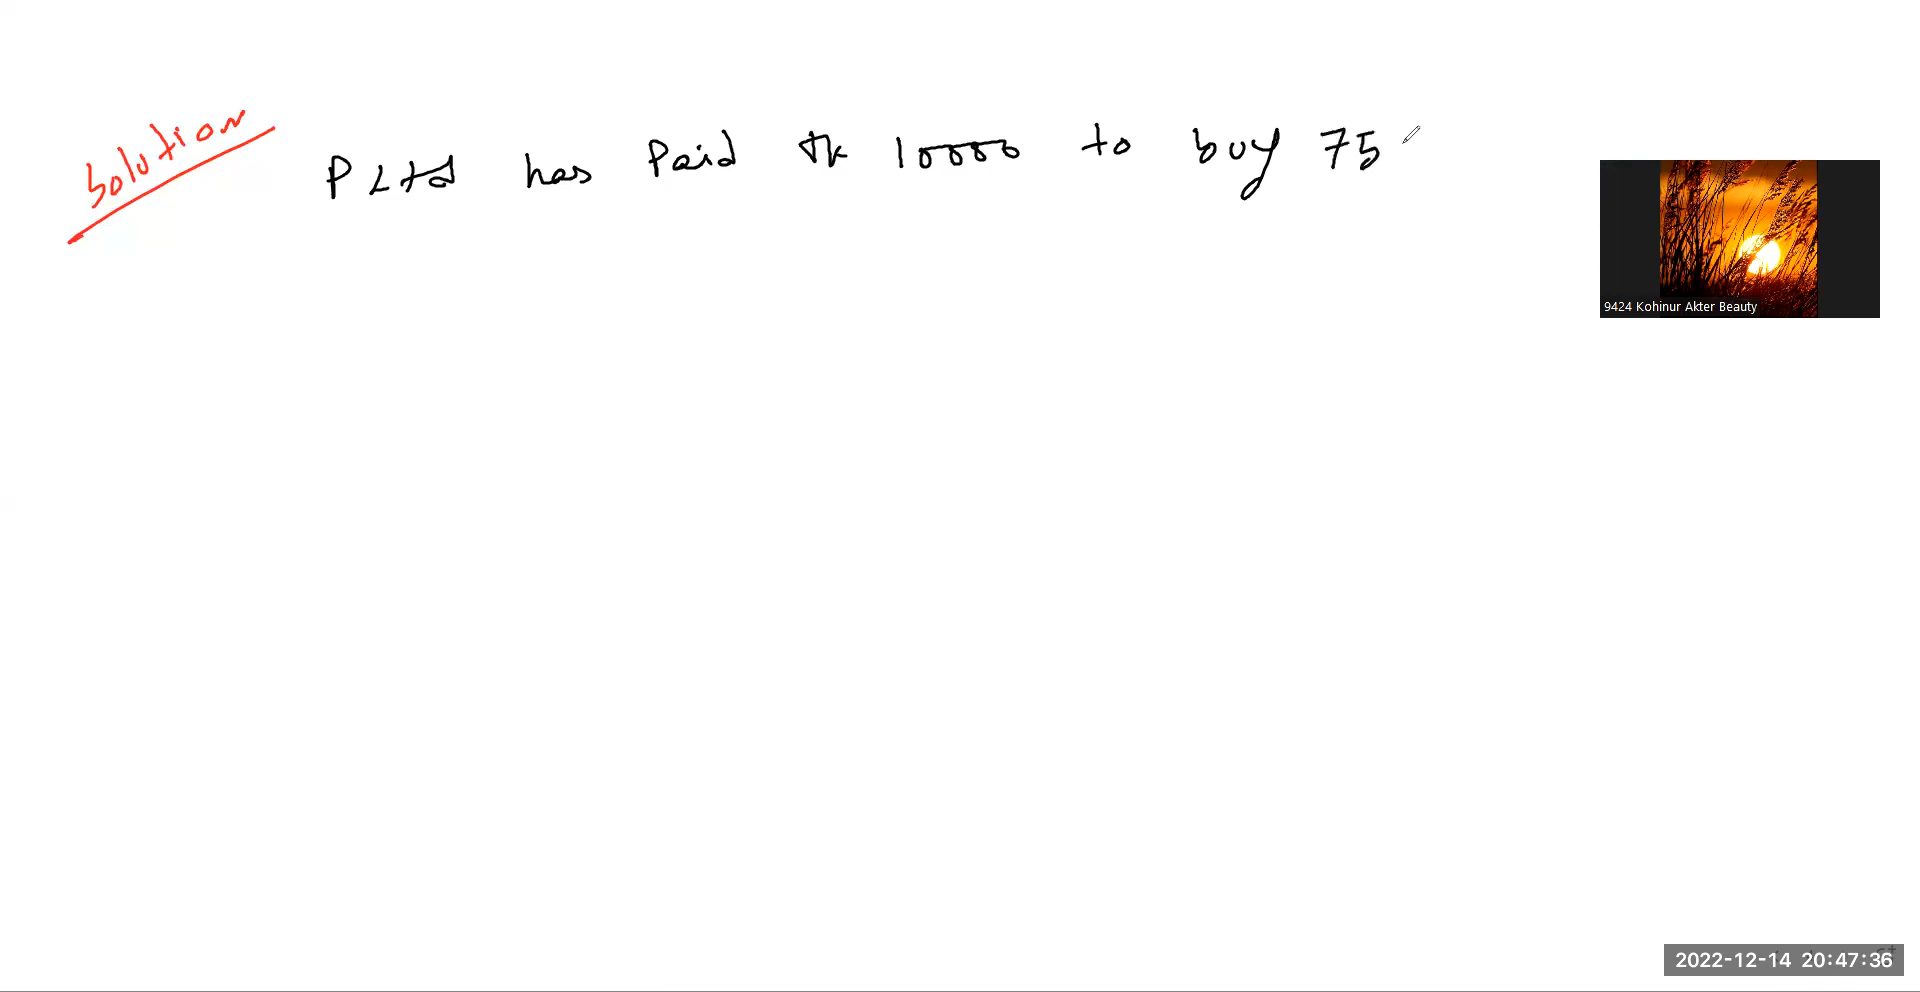 Solution
P Ltd has Paid tk 10000 to buy 75
9424 Kohinur Akter Beauty
2022-12-14 20:47:36